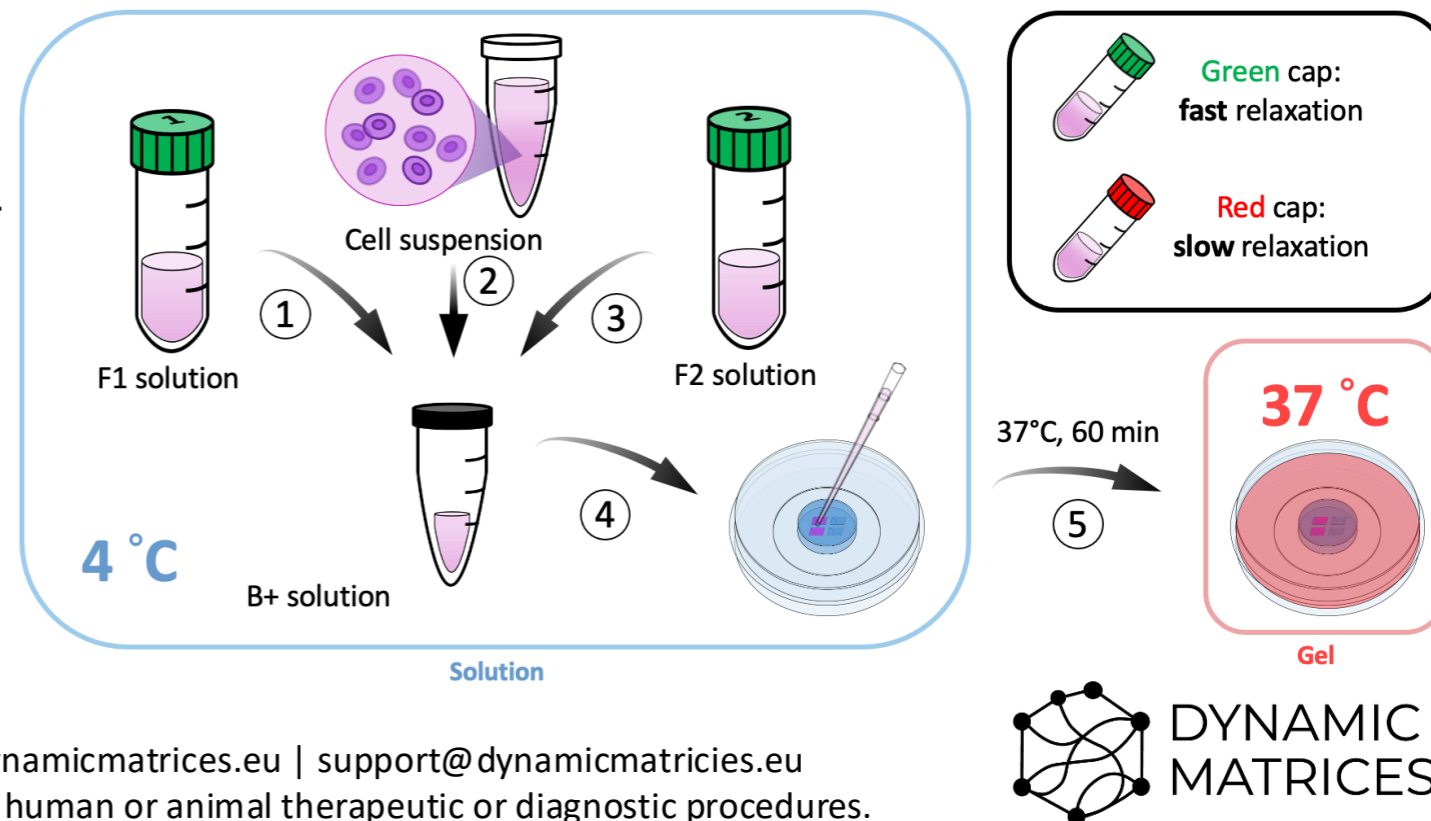 1
2
Cell suspension
1
2
3
F1 solution
F2 solution
4 °C
B+ solution
4
Solution
Green cap:
fast relaxation
Red cap:
slow relaxation
37°C, 60 min
5
37 °C
Gel
DYNAMIC
MATRICES
namicmatrices.eu | support@dynamicmatricies.eu
human or animal therapeutic or diagnostic procedures.